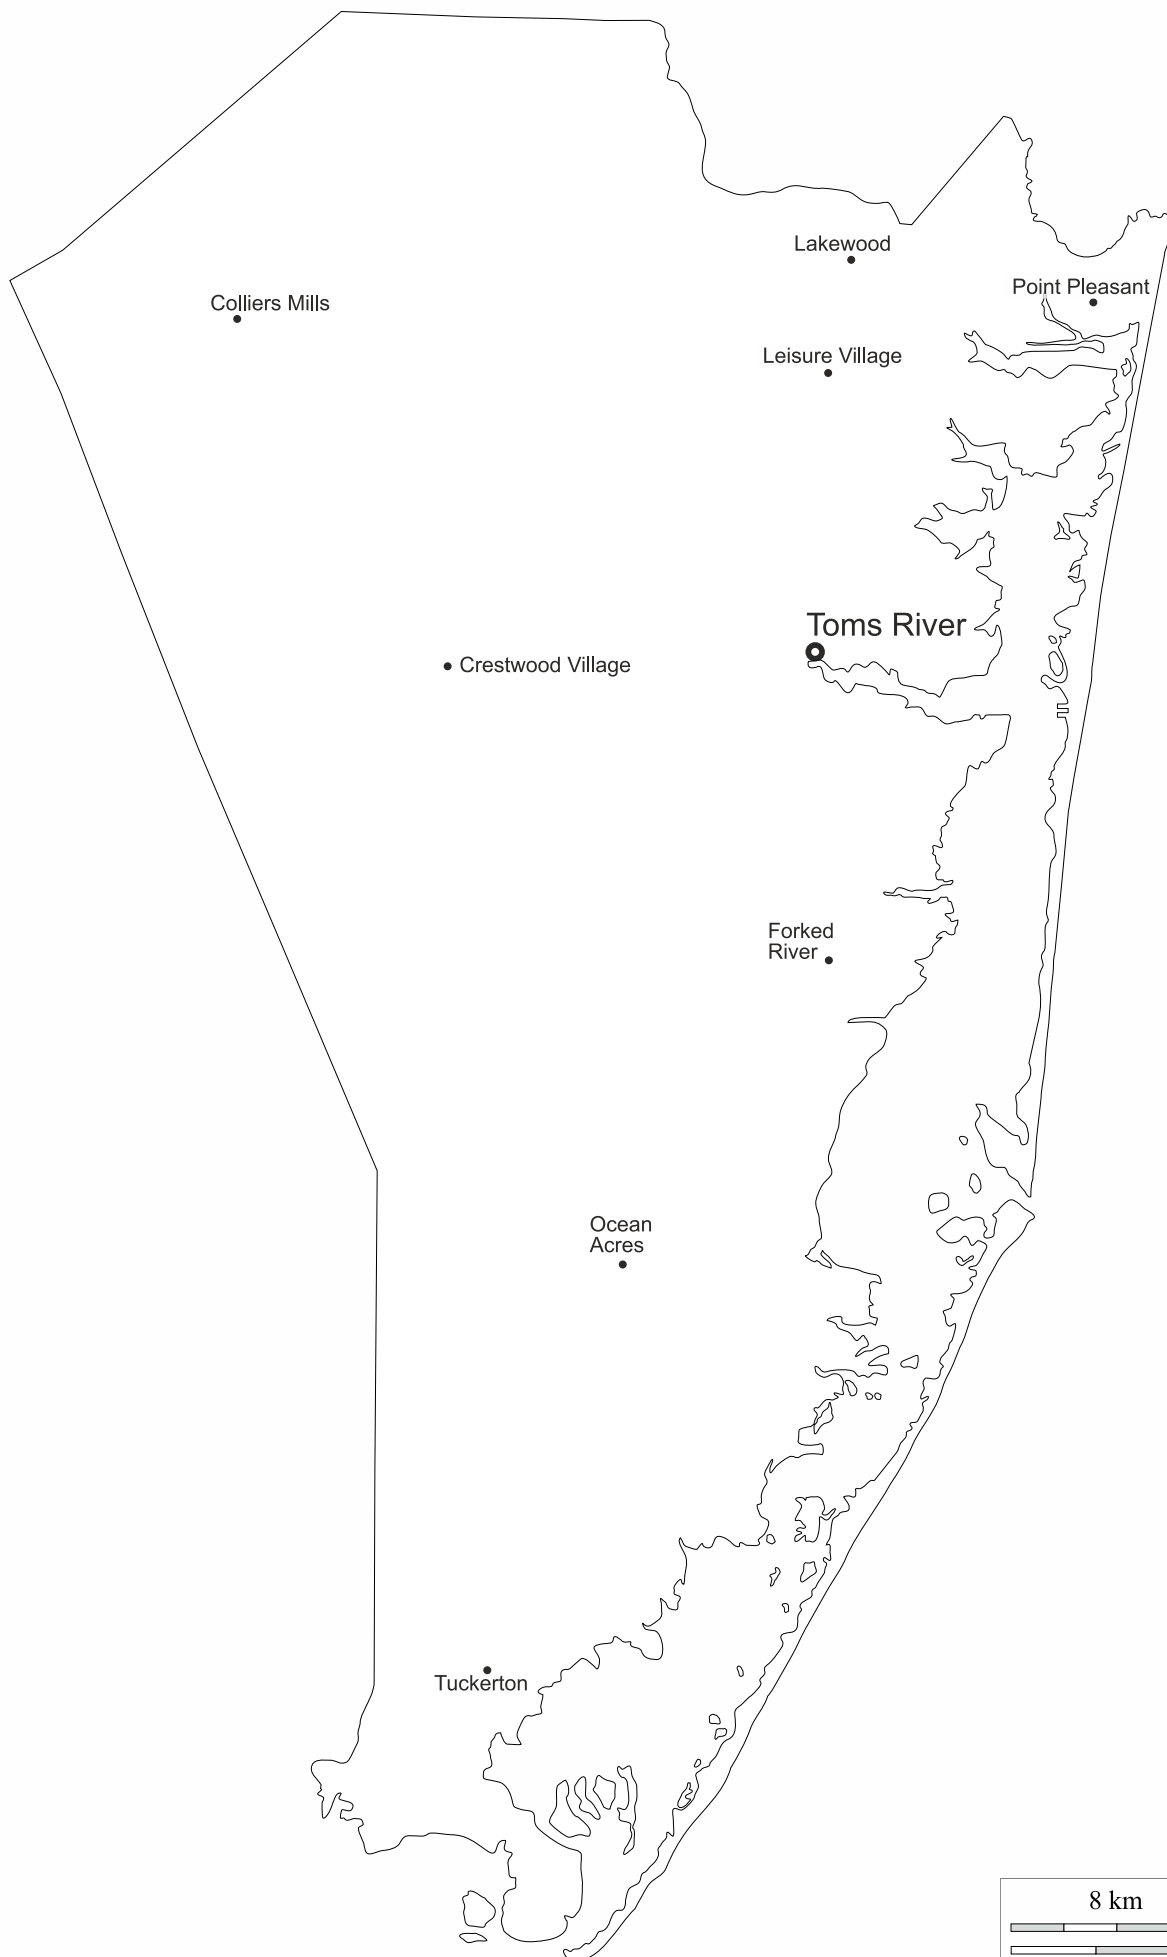 Lakewood
Point Pleasant
Colliers Mills
Leisure Village
Toms River
Crestwood Village
Forked
River
Ocean
Acres
Tuckerton
8 km